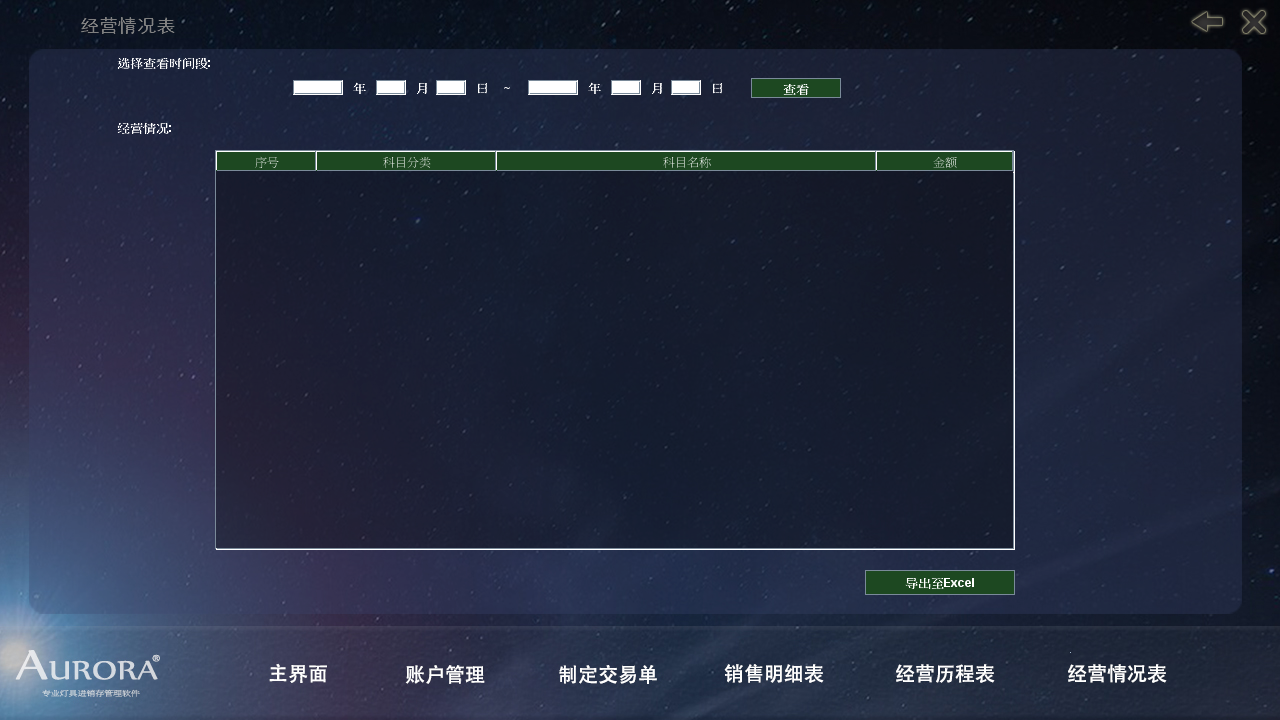 经营情况表
选择查看时间段:
年 月 日 ~ 年 月 日 查看
经营情况:
序号 科目分类 科目名称 金额
导出至Excel
AURORA®
专业灯具进销存管理软件
主界面 账户管理 制定交易单 销售明细表 经营历程表 经营情况表